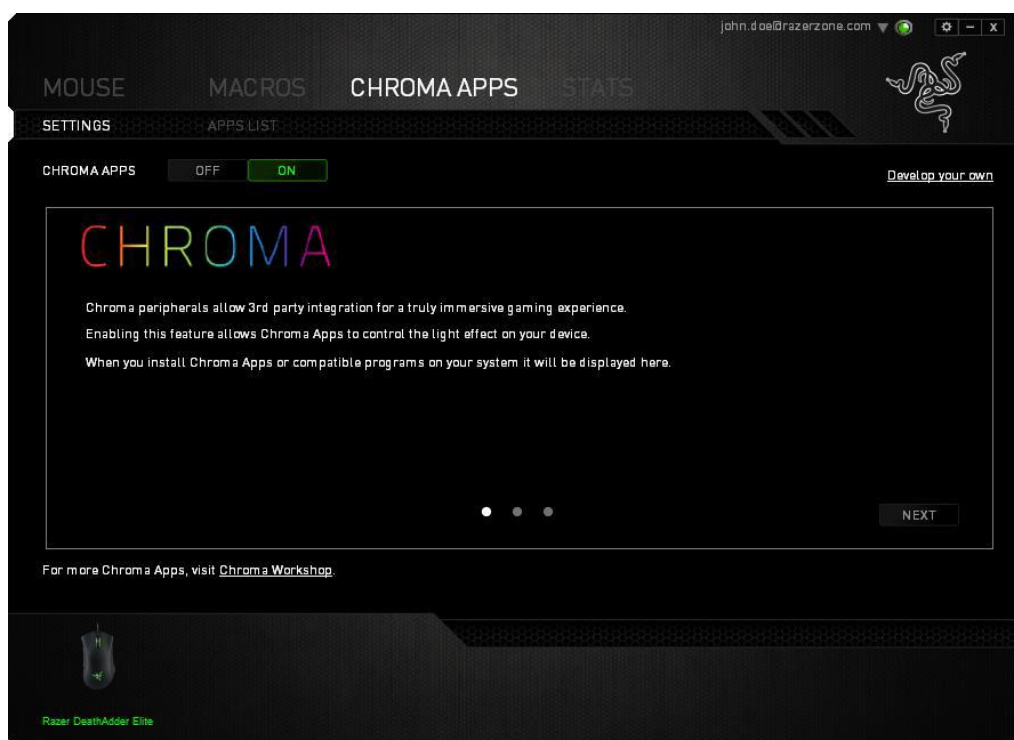 john.doe@razerzone.com
MOUSE MACROS CHROMA APPS STATS
SETTINGS APPS LIST
CHROMA APPS OFF ON
Develop your own
CHROMA
Chroma peripherals allow 3rd party integration for a truly immersive gaming experience.
Enabling this feature allows Chroma Apps to control the light effect on your device.
When you install Chroma Apps or compatible programs on your system it will be displayed here.
NEXT
For more Chroma Apps, visit Chroma Workshop.
Razer DeathAdder Elite